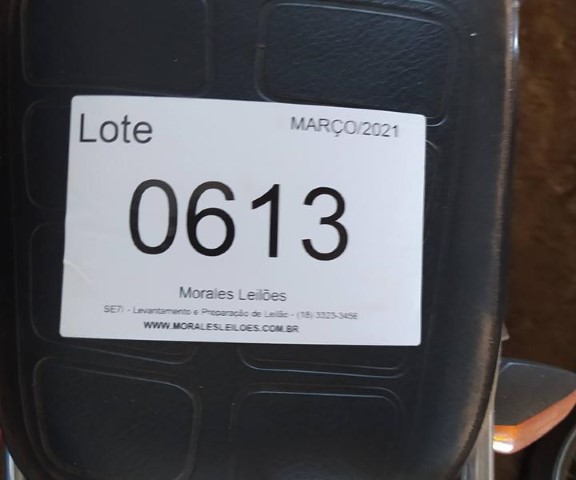 Lote
MARÇO/2021
0613
Morales Leilões
SE7I - Levantamento e Preparação de Leilão - (18) 3323-3456
WWW.MORALESLEILOES.COM.BR